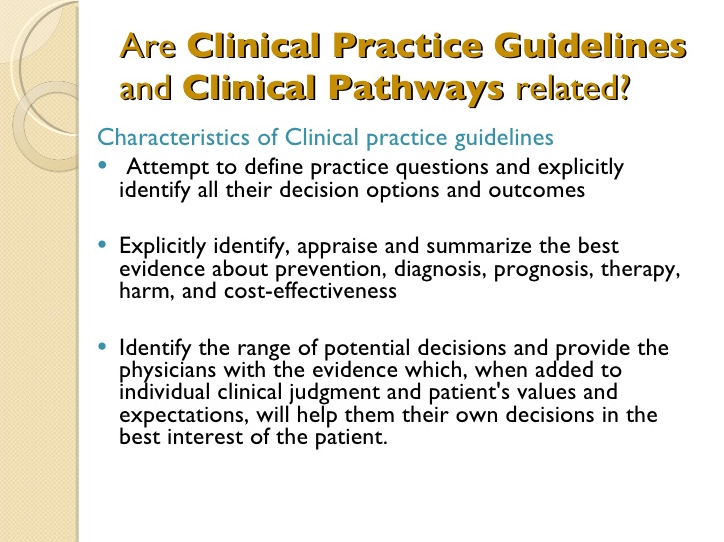 Are Clinical Practice Guidelines
and Clinical Pathways related?
Characteristics of Clinical practice guidelines
• Attempt to define practice questions and explicitly
identify all their decision options and outcomes
• Explicitly identify, appraise and summarize the best
evidence about prevention, diagnosis, prognosis, therapy,
harm, and cost-effectiveness
• Identify the range of potential decisions and provide the
physicians with the evidence which, when added to
individual clinical judgment and patient's values and
expectations, will help them their own decisions in the
best interest of the patient.